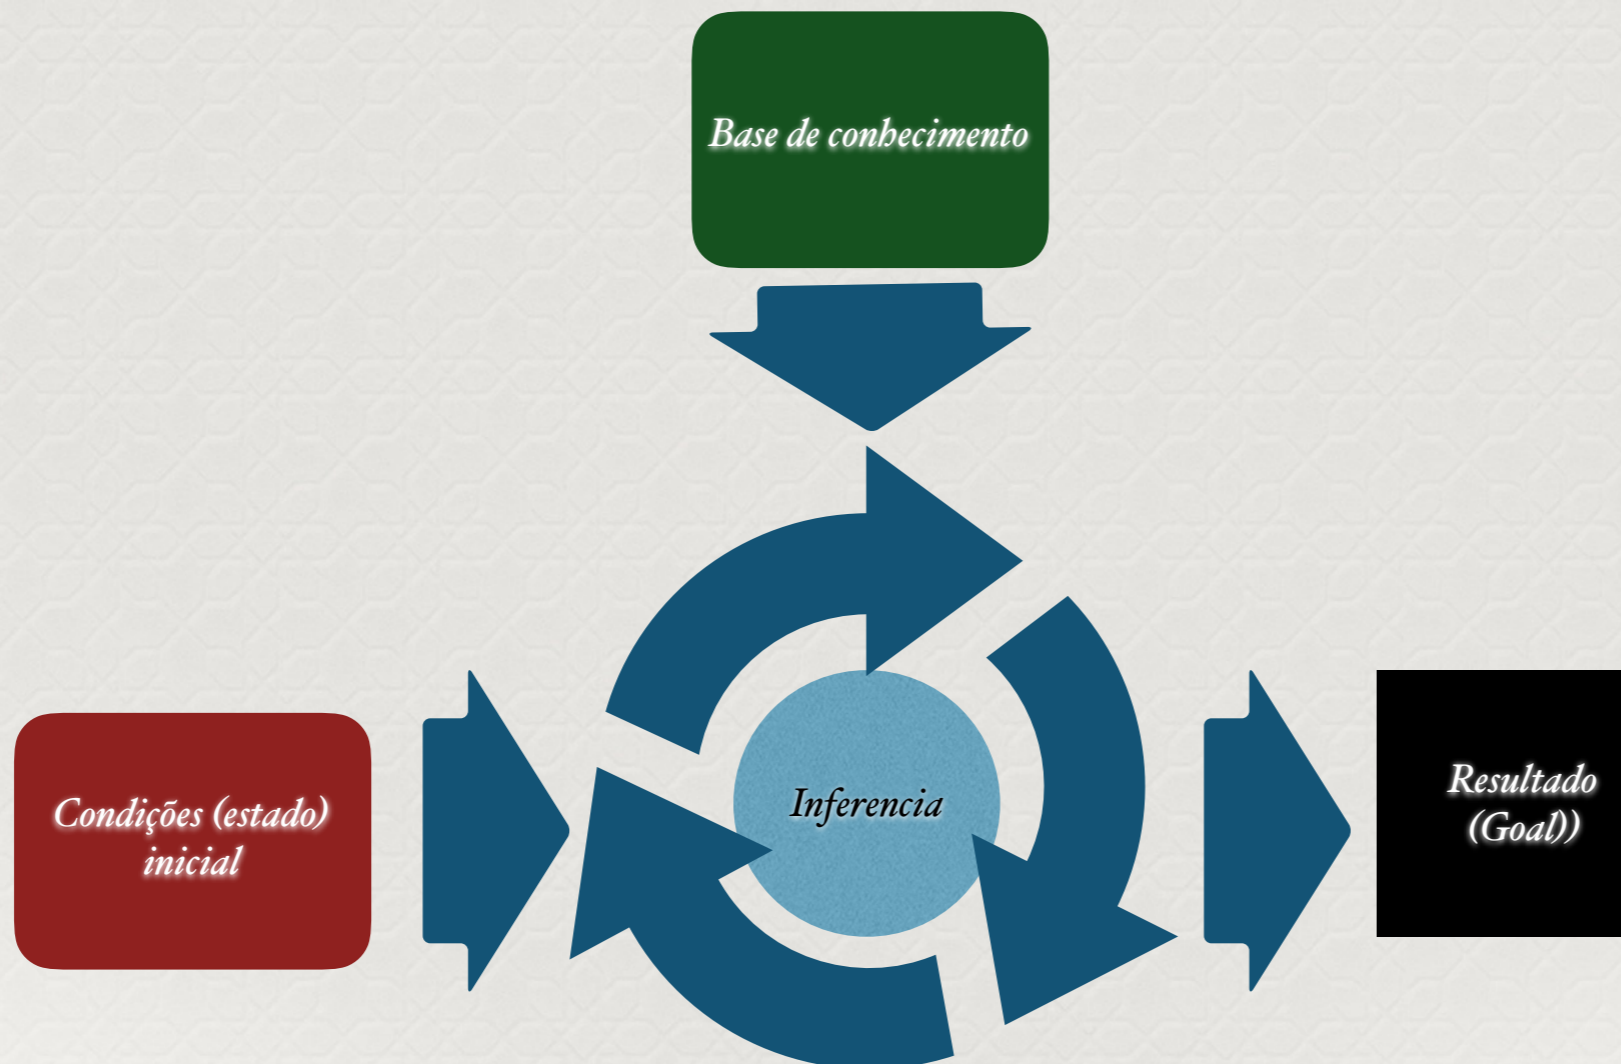 Base de conhecimento
Condições (estado)
inicial
Inferencia
Resultado
(Goal))